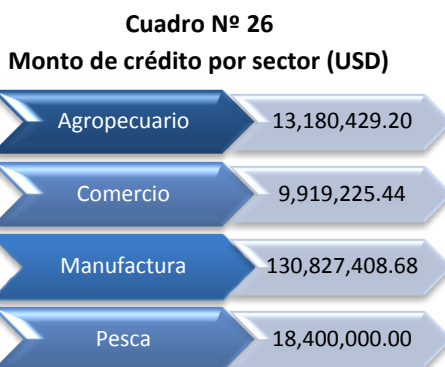 Cuadro Nº 26
Monto de crédito por sector (USD)
Agropecuario 13,180,429.20
Comercio 9,919,225.44
Manufactura 130,827,408.68
Pesca 18,400,000.00